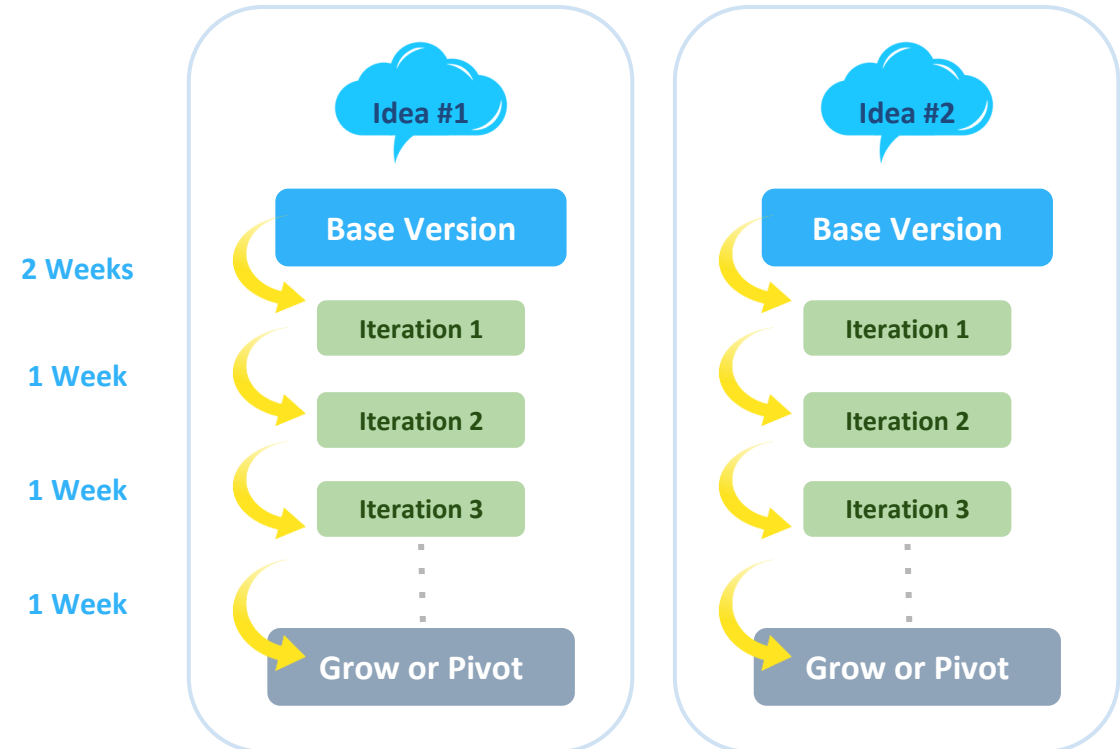 Idea #1
Idea #2
Base Version
Base Version
2 Weeks
Iteration 1
Iteration 1
1 Week
Iteration 2
Iteration 2
1 Week
Iteration 3
Iteration 3
1 Week
Grow or Pivot
Grow or Pivot